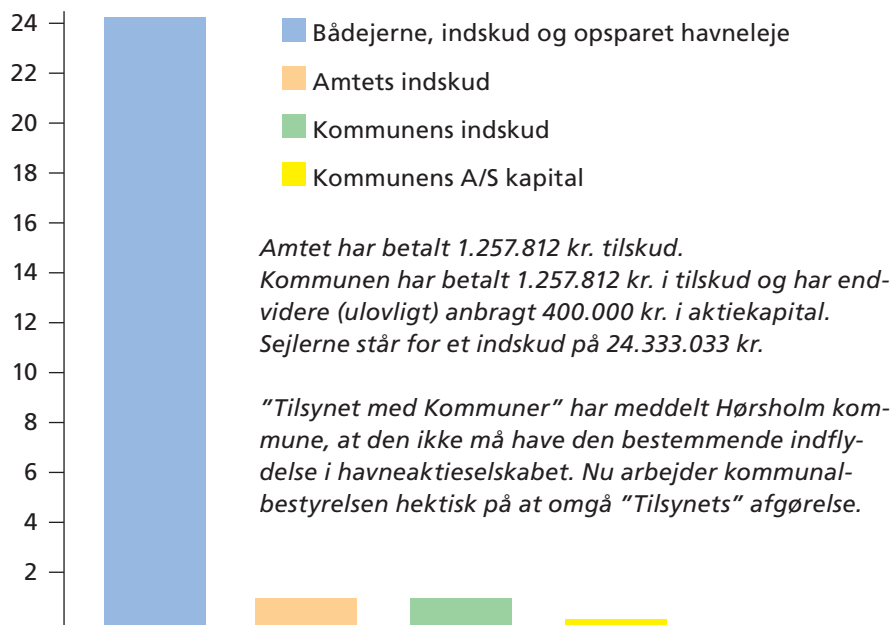 24
22
20
18
16
14
12
10
8
6
4
2
Bådejerne, indskud og opsparet havneleje
Amtets indskud
Kommunens indskud
Kommunens A/S kapital
Amtet har betalt 1.257.812 kr. tilskud.
Kommunen har betalt 1.257.812 kr. i tilskud og har end-
videre (ulovligt) anbragt 400.000 kr. i aktiekapital.
Sejlerne står for et indskud på 24.333.033 kr.
"Tilsynet med Kommuner" har meddelt Hørsholm kom-
mune, at den ikke må have den bestemmende indfly-
delse i havneaktieselskabet. Nu arbejder kommunal-
bestyrelsen hektisk på at omgå "Tilsynets" afgørelse.